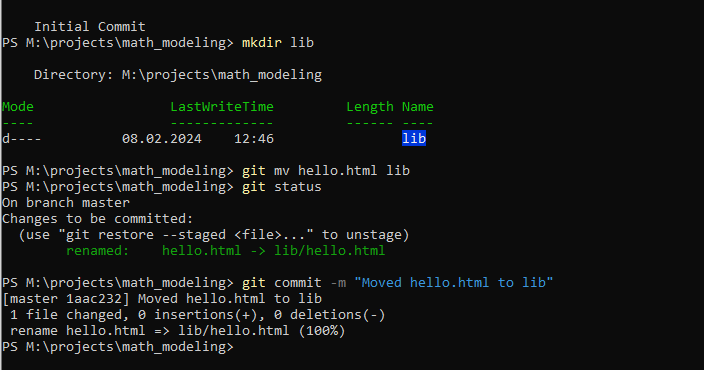 Initial Commit
PS M:\projects\math_modeling> mkdir lib
Directory: M:\projects\math_modeling
Mode LastWriteTime Length Name
---- ------------- ------ ----
d---- 08.02.2024 12:46 lib
PS M:\projects\math_modeling> git mv hello.html lib
PS M:\projects\math_modeling> git status
On branch master
Changes to be committed:
(use "git restore --staged <file>..." to unstage)
renamed: hello.html -> lib/hello.html
PS M:\projects\math_modeling> git commit -m "Moved hello.html to lib"
[master 1aac232] Moved hello.html to lib
1 file changed, 0 insertions(+), 0 deletions(-)
rename hello.html => lib/hello.html (100%)
PS M:\projects\math_modeling>